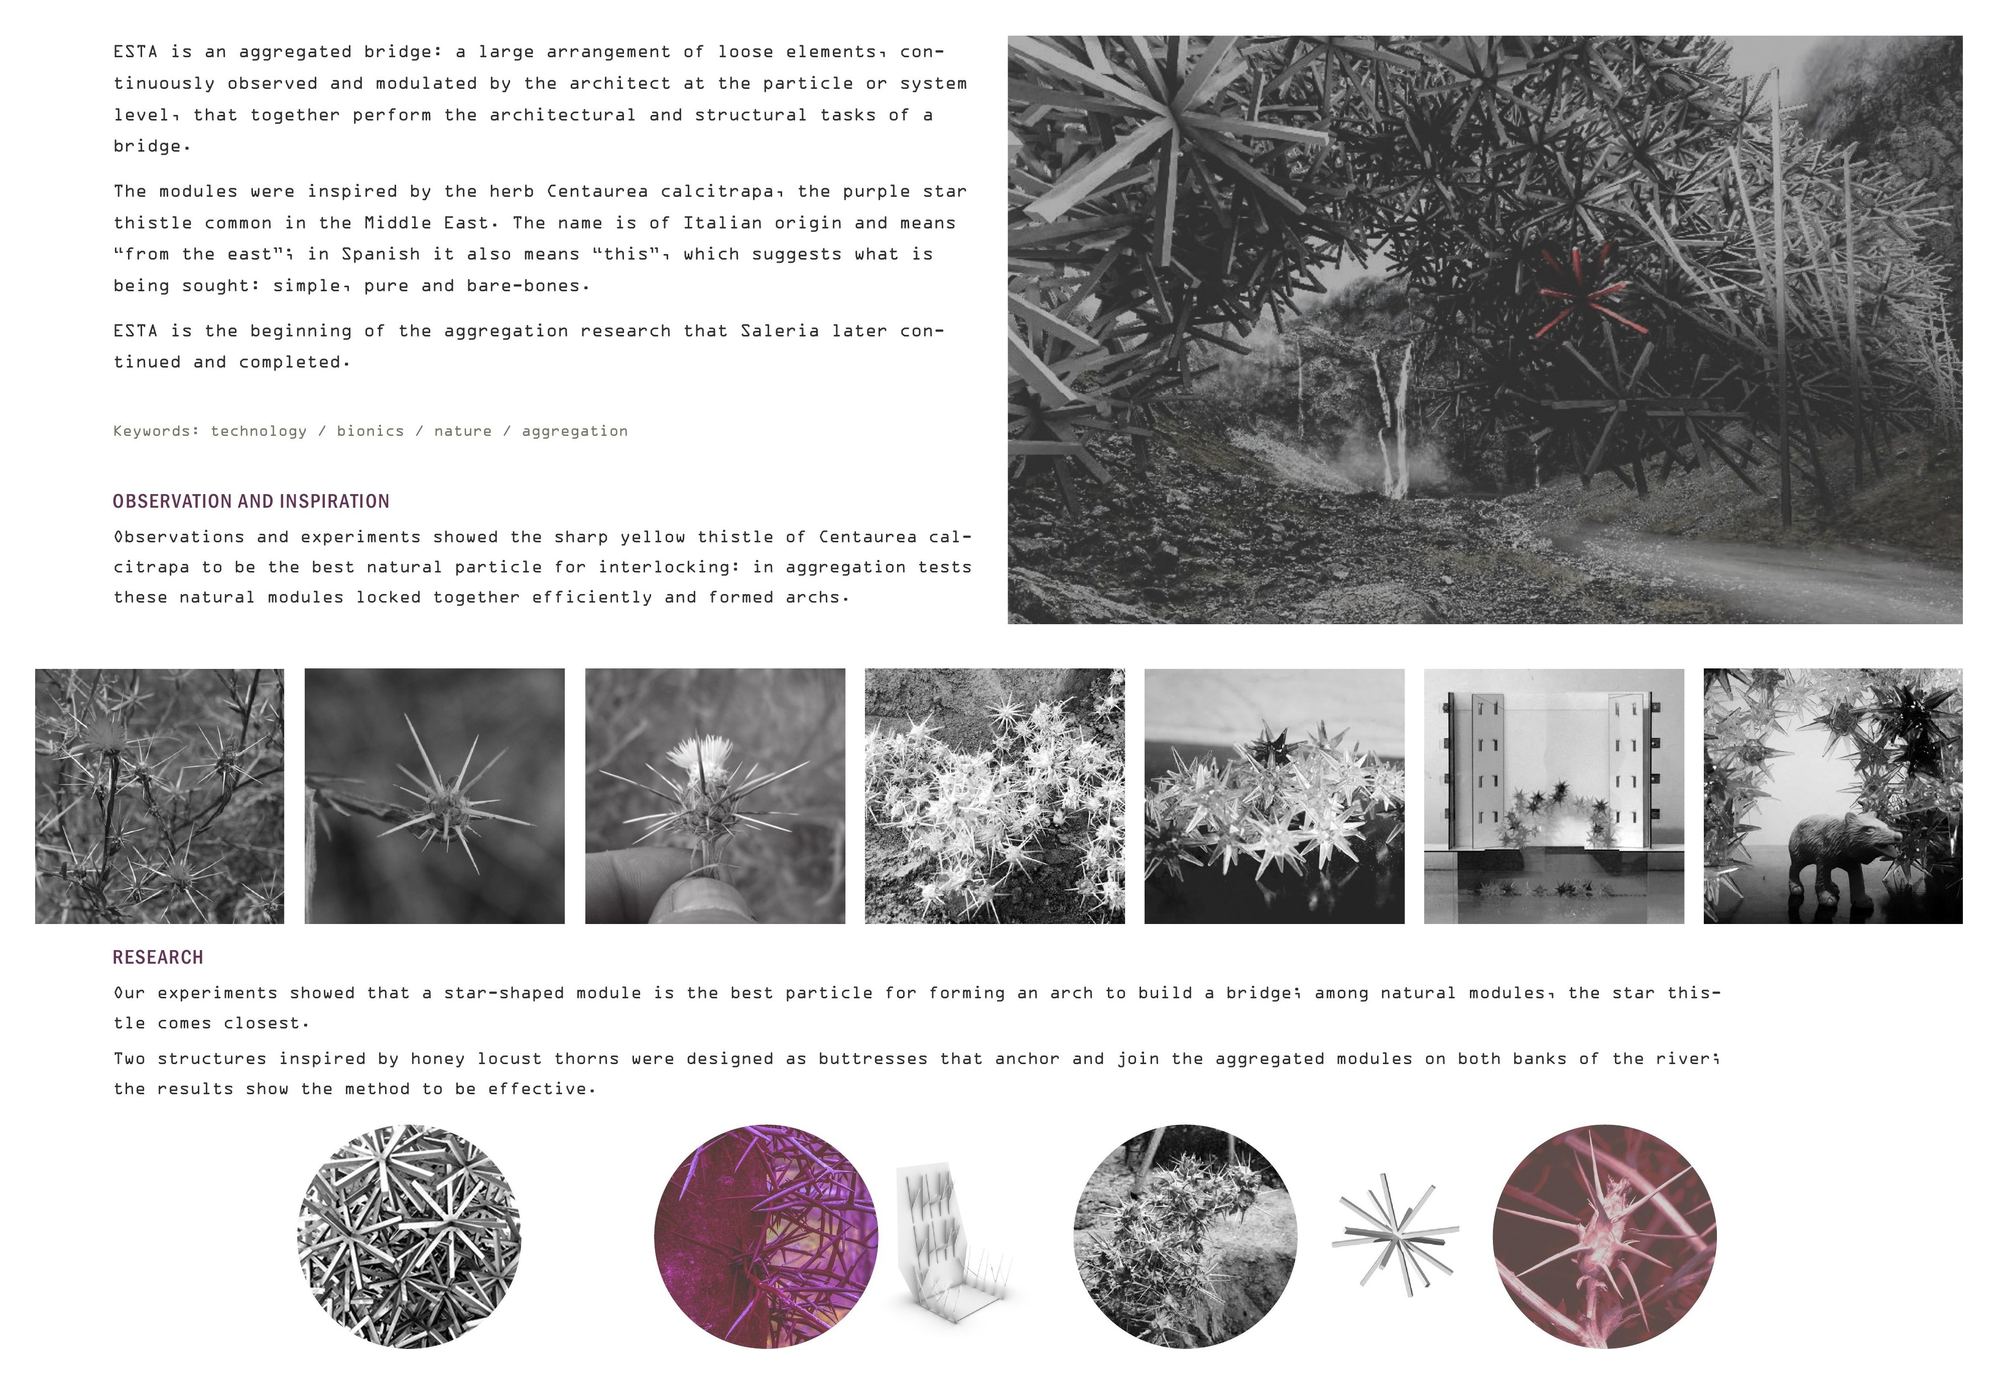 ESTA is an aggregated bridge: a large arrangement of loose elements, con-
tinuously observed and modulated by the architect at the particle or system
level, that together perform the architectural and structural tasks of a
bridge.
The modules were inspired by the herb Centaurea calcitrapa, the purple star
thistle common in the Middle East. The name is of Italian origin and means
“from the east”; in Spanish it also means “this”, which suggests what is
being sought: simple, pure and bare-bones.
ESTA is the beginning of the aggregation research that Saleria later con-
tinued and completed.
Keywords: technology / bionics / nature / aggregation
OBSERVATION AND INSPIRATION
Observations and experiments showed the sharp yellow thistle of Centaurea cal-
citrapa to be the best natural particle for interlocking: in aggregation tests
these natural modules locked together efficiently and formed archs.
RESEARCH
Our experiments showed that a star-shaped module is the best particle for forming an arch to build a bridge; among natural modules, the star this-
tle comes closest.
Two structures inspired by honey locust thorns were designed as buttresses that anchor and join the aggregated modules on both banks of the river;
the results show the method to be effective.